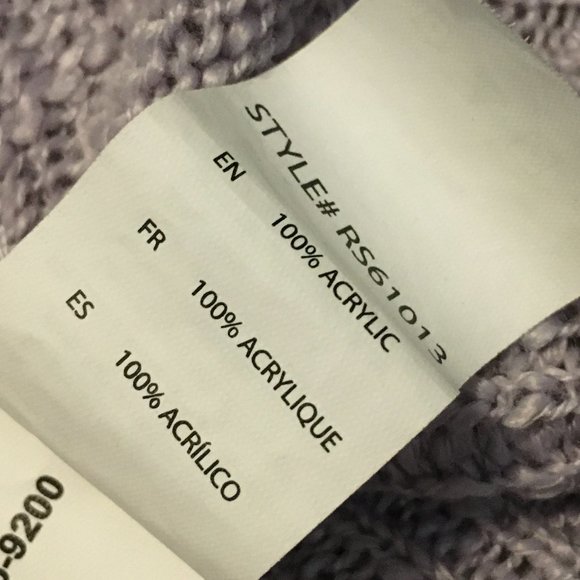 STYLE# RS61013
EN 100% ACRYLIC
FR 100% ACRYLIQUE
ES 100% ACRÍLICO
-9200